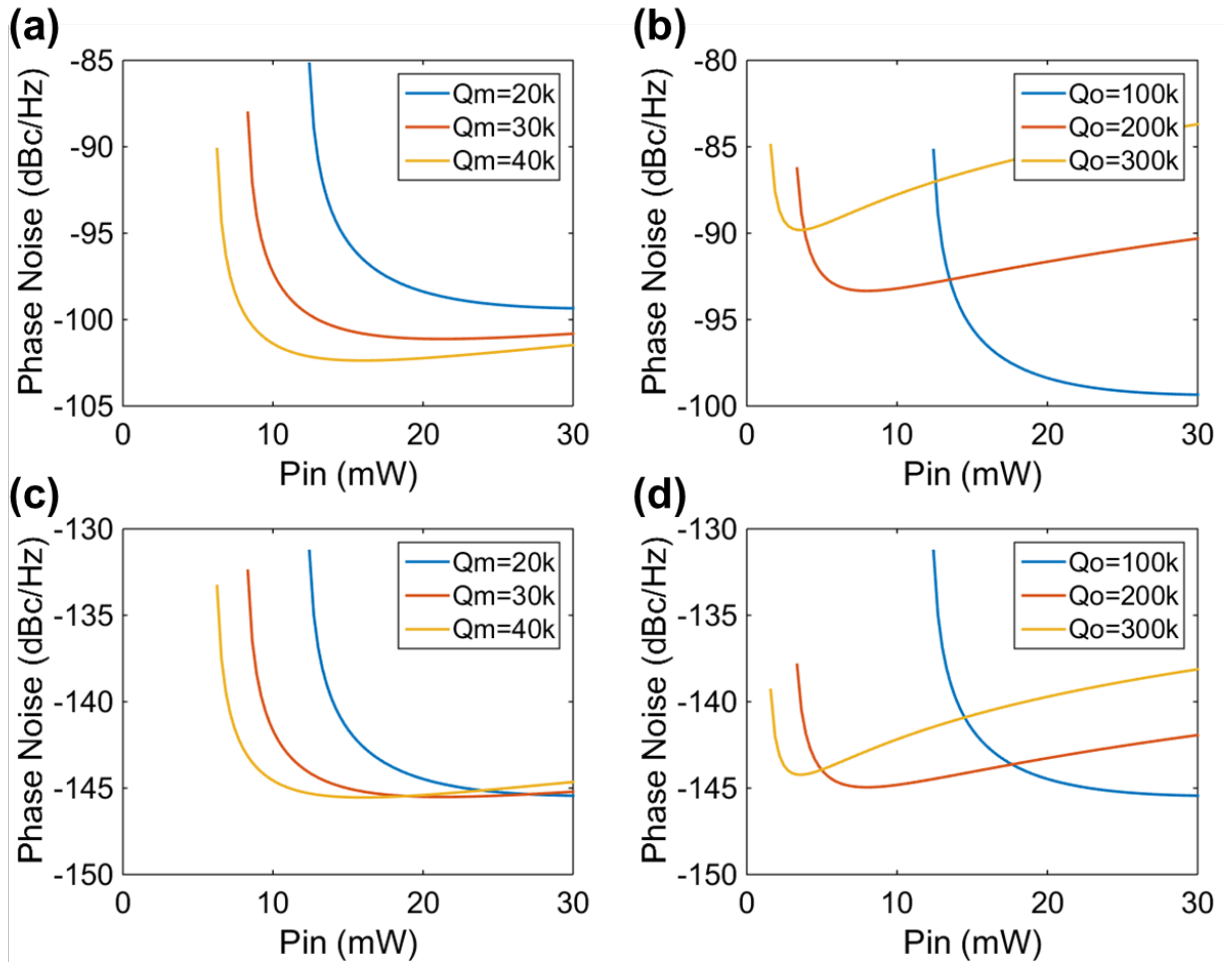 (a)
Phase Noise (dBc/Hz)
-85
-90
-95
-100
-105
Qm=20k
Qm=30k
Qm=40k
0 10 20 30
Pin (mW)
(b)
Phase Noise (dBc/Hz)
-80
-85
-90
-95
-100
Qo=100k
Qo=200k
Qo=300k
0 10 20 30
Pin (mW)
(c)
Phase Noise (dBc/Hz)
-130
-135
-140
-145
-150
Qm=20k
Qm=30k
Qm=40k
0 10 20 30
Pin (mW)
(d)
Phase Noise (dBc/Hz)
-130
-135
-140
-145
-150
Qo=100k
Qo=200k
Qo=300k
0 10 20 30
Pin (mW)